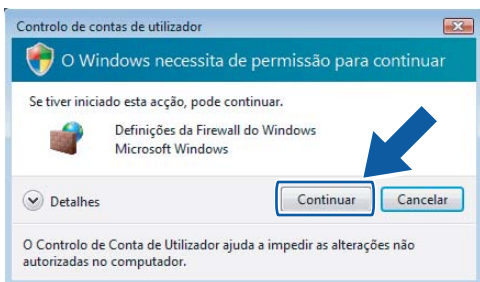 Controlo de contas de utilizador
O Windows necessita de permissão para continuar
Se tiver iniciado esta acção, pode continuar.
Definições da Firewall do Windows
Microsoft Windows
Detalhes
Continuar
Cancelar
O Controlo de Conta de Utilizador ajuda a impedir as alterações não
autorizadas no computador.